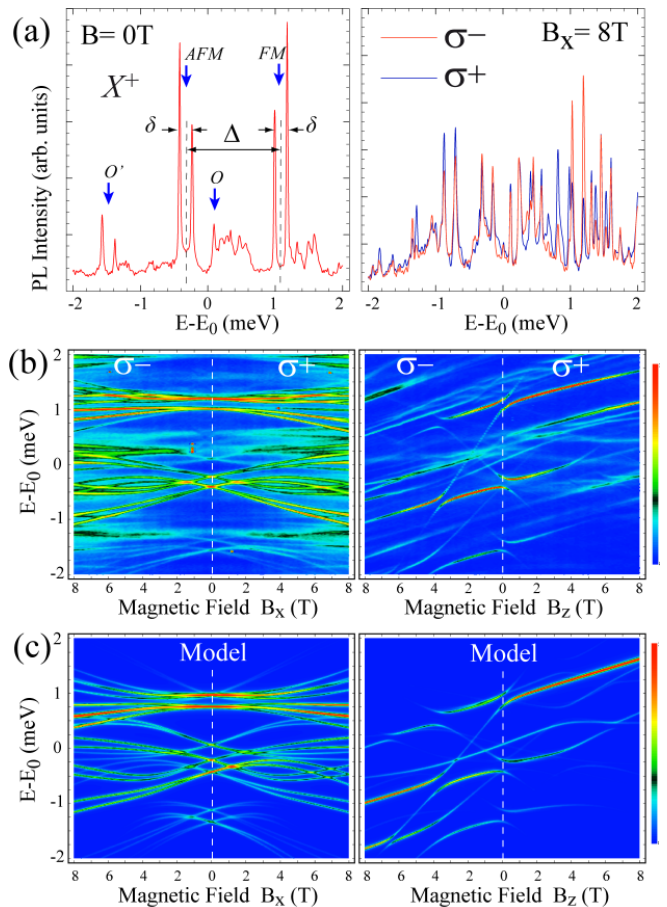 (a)
B= 0T
AFM
FM
X+
δ
Δ
δ
O'
O
PL Intensity (arb. units)
-2 -1 0 1 2
E-E0 (meV)
σ−
σ+
Bx= 8T
-2 -1 0 1 2
E-E0 (meV)
(b)
σ− σ+
2
1
0
-1
-2
E-E0 (meV)
8 6 4 2 0 2 4 6 8
Magnetic Field Bx (T)
σ− σ+
8 6 4 2 0 2 4 6 8
Magnetic Field Bz (T)
(c)
Model
2
1
0
-1
-2
E-E0 (meV)
8 6 4 2 0 2 4 6 8
Magnetic Field Bx (T)
Model
8 6 4 2 0 2 4 6 8
Magnetic Field Bz (T)